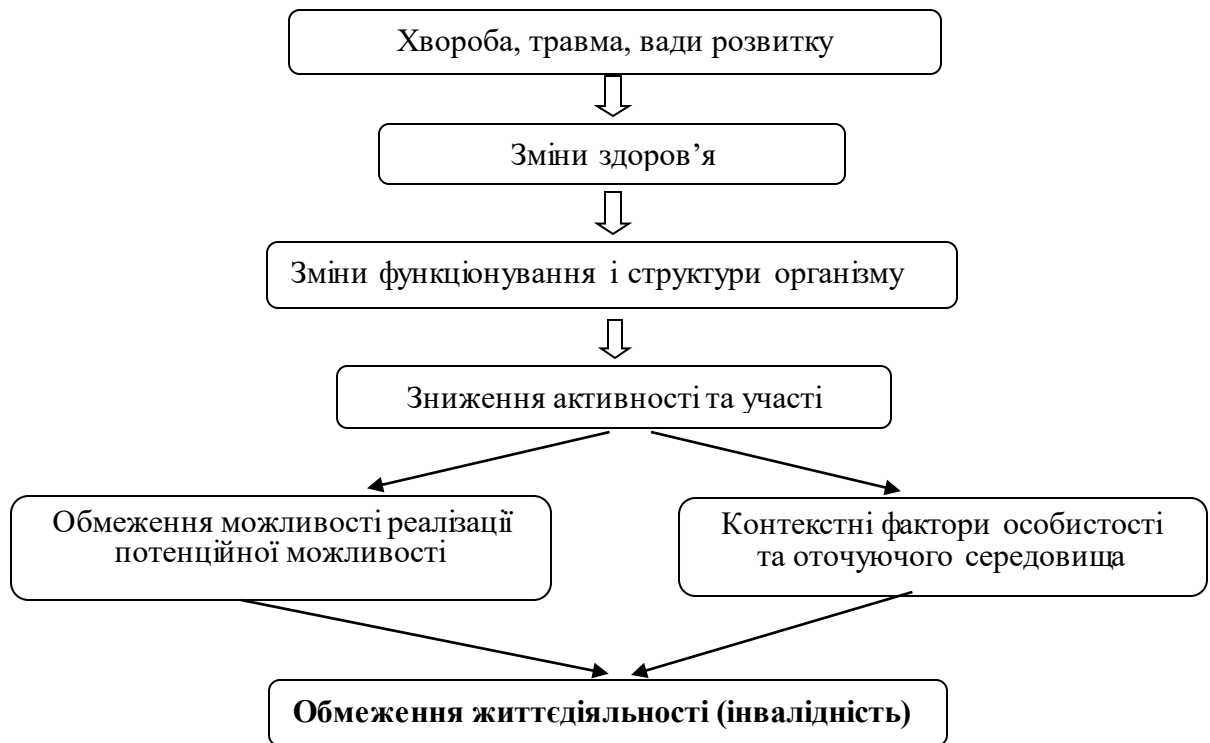 Хвороба, травма, вади розвитку
Зміни здоров’я
Зміни функціонування і структури організму
Зниження активності та участі
Обмеження можливості реалізації
потенційної можливості
Контекстні фактори особистості
та оточуючого середовища
Обмеження життєдіяльності (інвалідність)